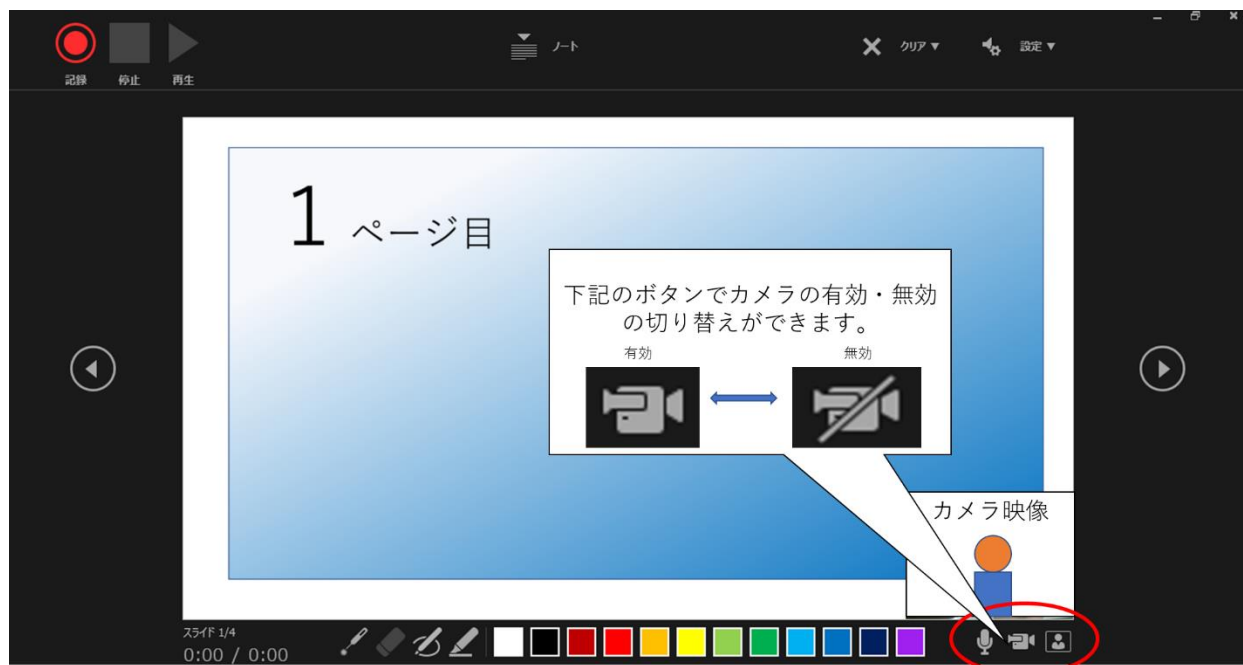 記録 停止 再生
ノート
クリア▼
設定▼
1 ページ目
下記のボタンでカメラの有効・無効
の切り替えができます。
有効 無効
カメラ映像
スライド 1/4
0:00 / 0:00